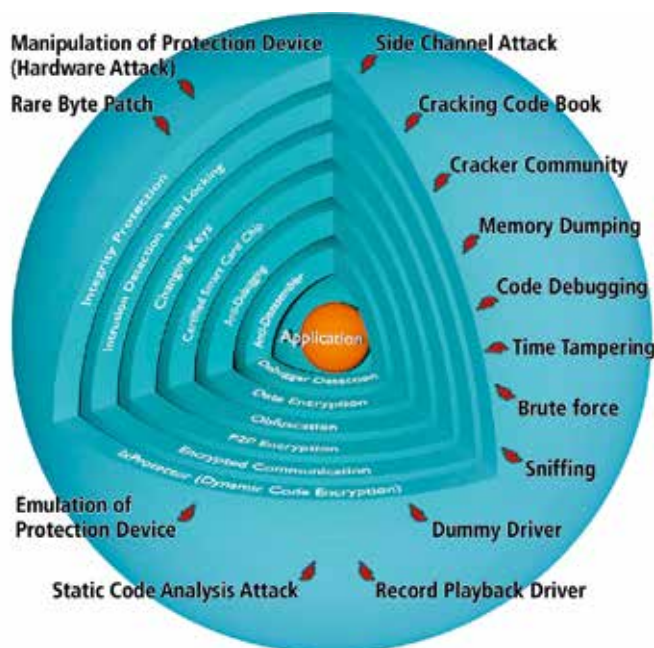 Manipulation of Protection Device
(Hardware Attack)
Rare Byte Patch
Side Channel Attack
Cracking Code Book
Cracker Community
Memory Dumping
Code Debugging
Time Tampering
Brute force
Sniffing
Integrity Protection
Intrusion Detection with Locking
Changing Keys
Certified Smart Card Chip
Anti-Debugging
Anti-Disassembler
Application
Debugger Detection
Data Encryption
Obfuscation
P2P Encryption
Encrypted Communication
IxProtector (Dynamic Code Encryption)
Emulation of
Protection Device
Dummy Driver
Static Code Analysis Attack
Record Playback Driver